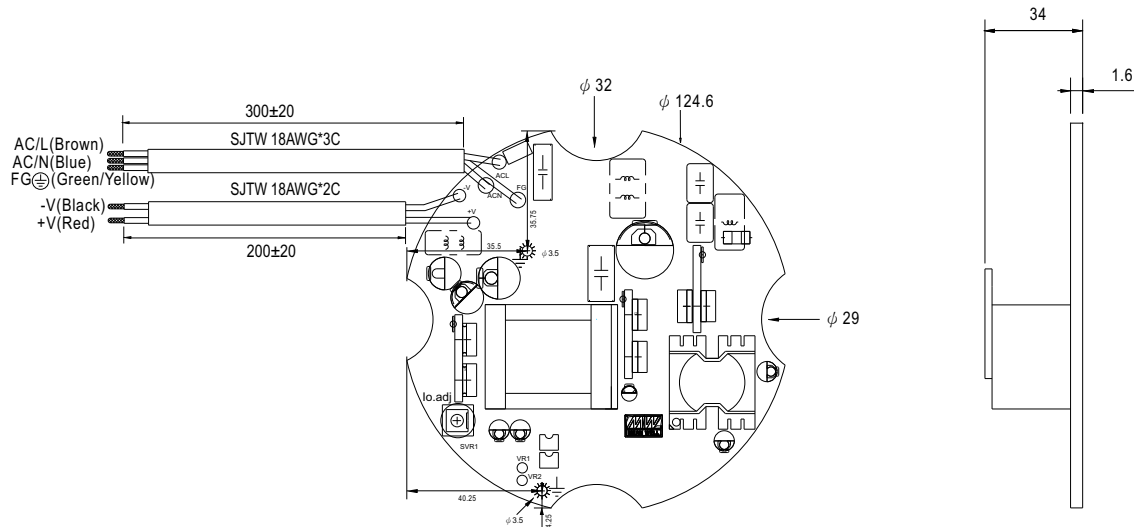 34
1.6
ϕ 32
ϕ 124.6
300±20
AC/L(Brown)
SJTW 18AWG*3C
AC/N(Blue)
FG⏚(Green/Yellow)
ACL
ACN
FG
SJTW 18AWG*2C
-V
-V(Black)
+V
+V(Red)
35.75
200±20
35.5
ϕ3.5
ϕ 29
Io.adj
SVR1
VR1
VR2
40.25
ϕ3.5
4.25